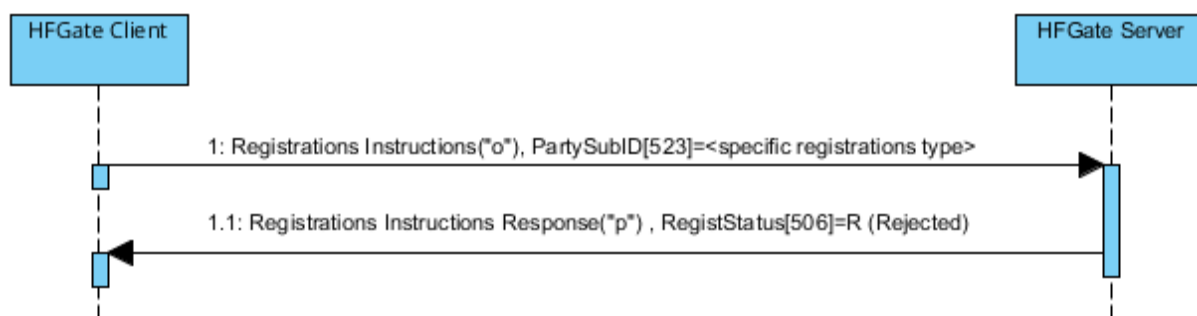 HFGate Client
HFGate Server
1: Registrations Instructions("o"), PartySubID[523]=<specific registrations type>
1.1: Registrations Instructions Response("p") , RegistStatus[506]=R (Rejected)